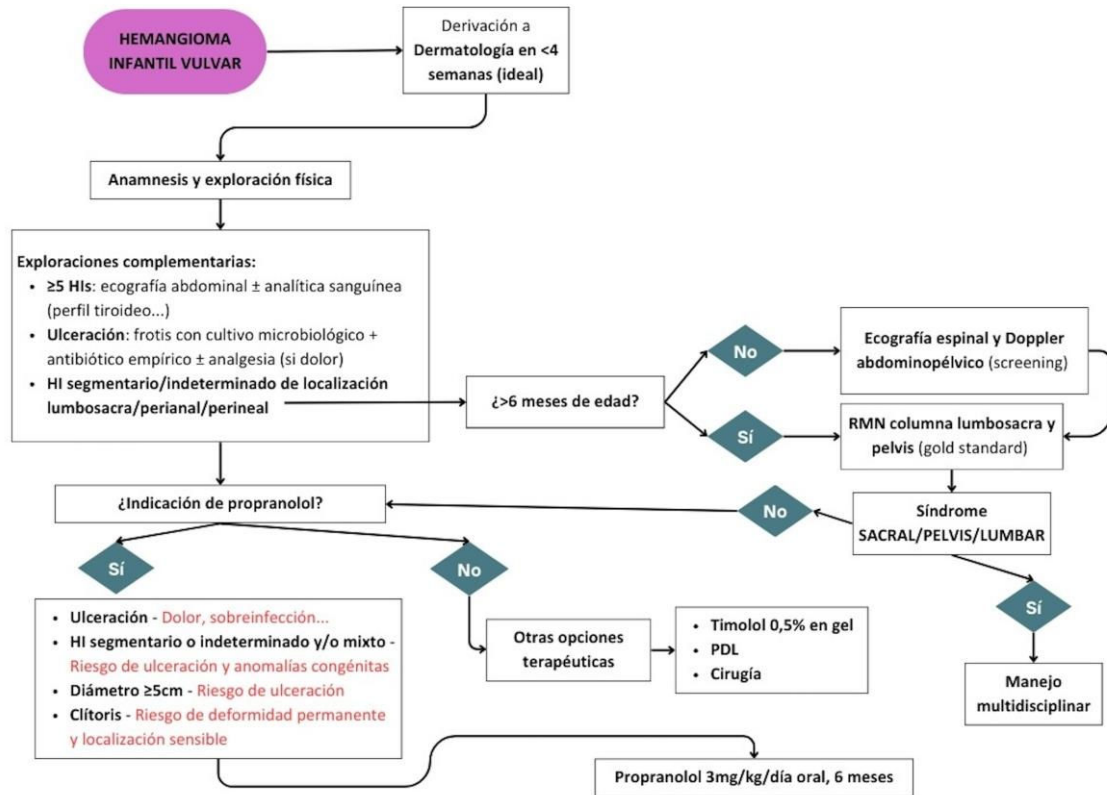 HEMANGIOMA
INFANTIL VULVAR
Derivación a
Dermatología en <4
semanas (ideal)
Anamnesis y exploración física
Exploraciones complementarias:
• ≥5 HIs: ecografía abdominal ± analítica sanguínea
(perfil tiroideo...)
• Ulceración: frotis con cultivo microbiológico +
antibiótico empírico ± analgesia (si dolor)
• HI segmentario/indeterminado de localización
lumbosacra/perianal/perineal
¿>6 meses de edad?
No
Ecografía espinal y Doppler
abdominopélvico (screening)
Sí
RMN columna lumbosacra y
pelvis (gold standard)
Síndrome
SACRAL/PELVIS/LUMBAR
No
Sí
Manejo
multidisciplinar
¿Indicación de propranolol?
Sí
No
• Ulceración - Dolor, sobreinfección...
• HI segmentario o indeterminado y/o mixto -
Riesgo de ulceración y anomalías congénitas
• Diámetro ≥5cm - Riesgo de ulceración
• Clítoris - Riesgo de deformidad permanente
y localización sensible
Otras opciones
terapéuticas
• Timolol 0,5% en gel
• PDL
• Cirugía
Propranolol 3mg/kg/día oral, 6 meses